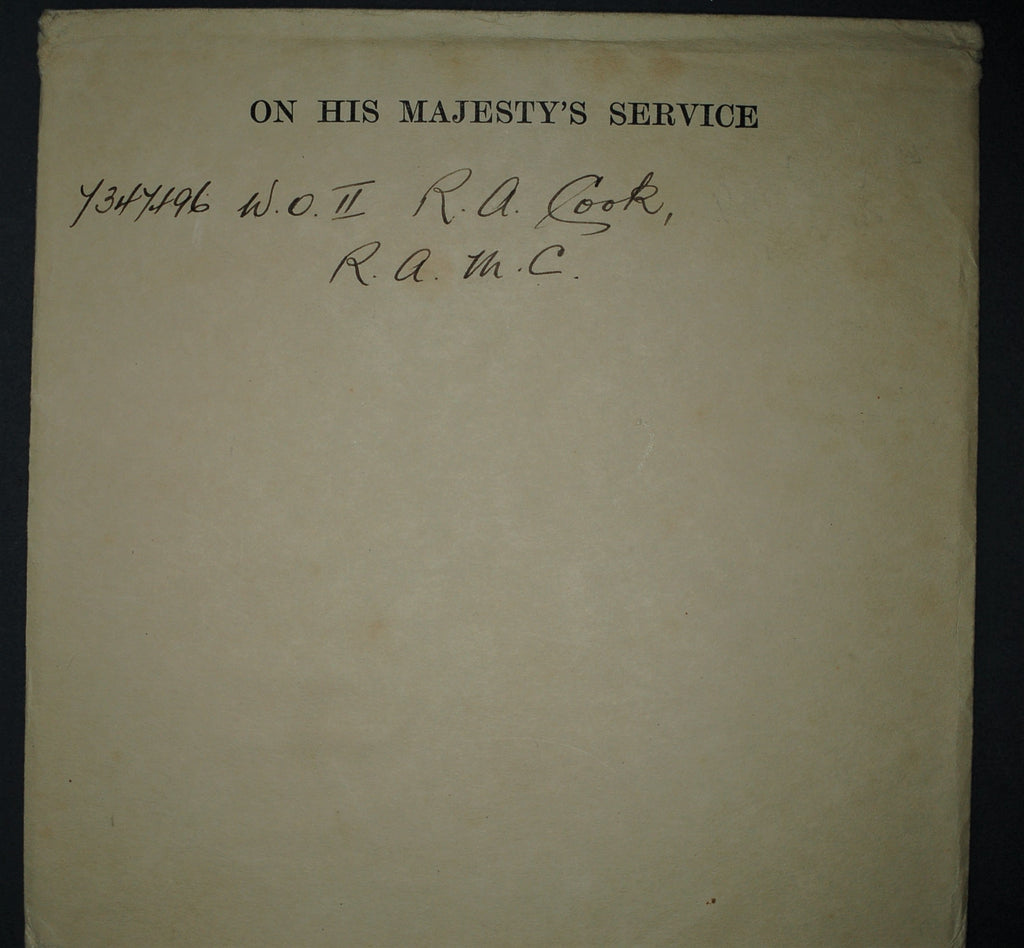 ON HIS MAJESTY'S SERVICE
7347496 W.O. II R.A. Cook,
R.A.M.C.